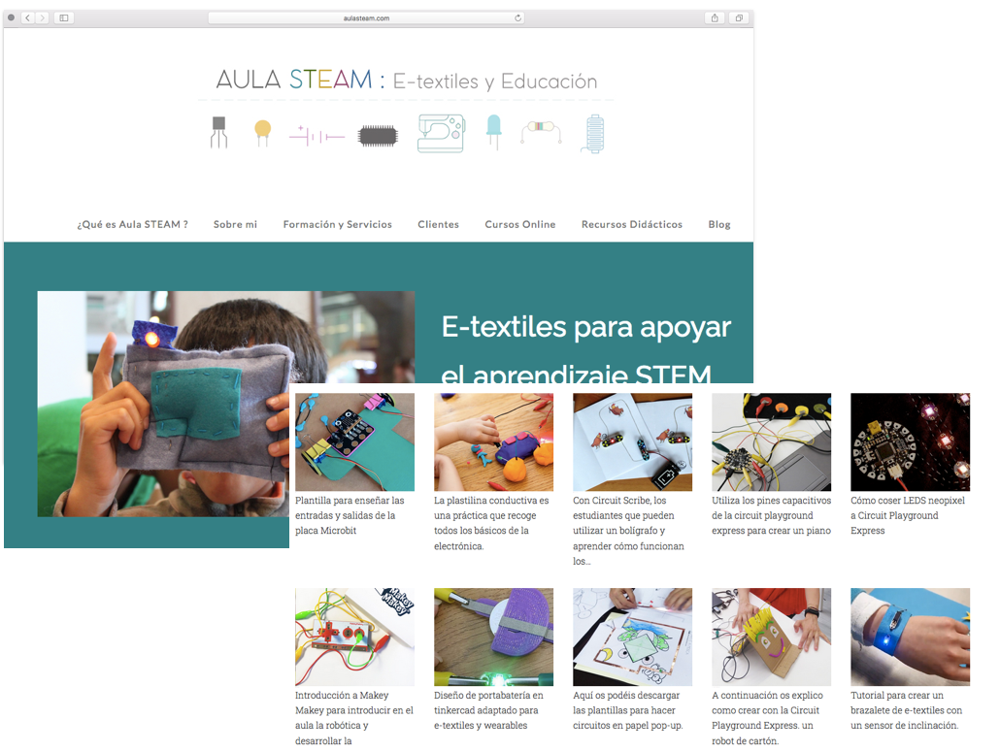 aulasteam.com
AULA STEAM : E-textiles y Educación
¿Qué es Aula STEAM ?
Sobre mi
Formación y Servicios
Clientes
Cursos Online
Recursos Didácticos
Blog
E-textiles para apoyar
el aprendizaje STEM
Plantilla para enseñar las
entradas y salidas de la
placa Microbit
La plastilina conductiva es
una práctica que recoge
todos los básicos de la
electrónica.
Con Circuit Scribe, los
estudiantes que pueden
utilizar un bolígrafo y
aprender cómo funcionan
los...
Utiliza los pines capacitivos
de la circuit playground
express para crear un piano
Cómo coser LEDS neopixel
a Circuit Playground
Express
Makey
Makey
Introducción a Makey
Makey para introducir en el
aula la robótica y
desarrollar la
Diseño de portabatería en
tinkercad adaptado para
e-textiles y wearables
Aquí os podéis descargar
las plantillas para hacer
circuitos en papel pop-up.
A continuación os explico
como crear con la Circuit
Playground Express. un
robot de cartón.
Tutorial para crear un
brazalete de e-textiles con
un sensor de inclinación.